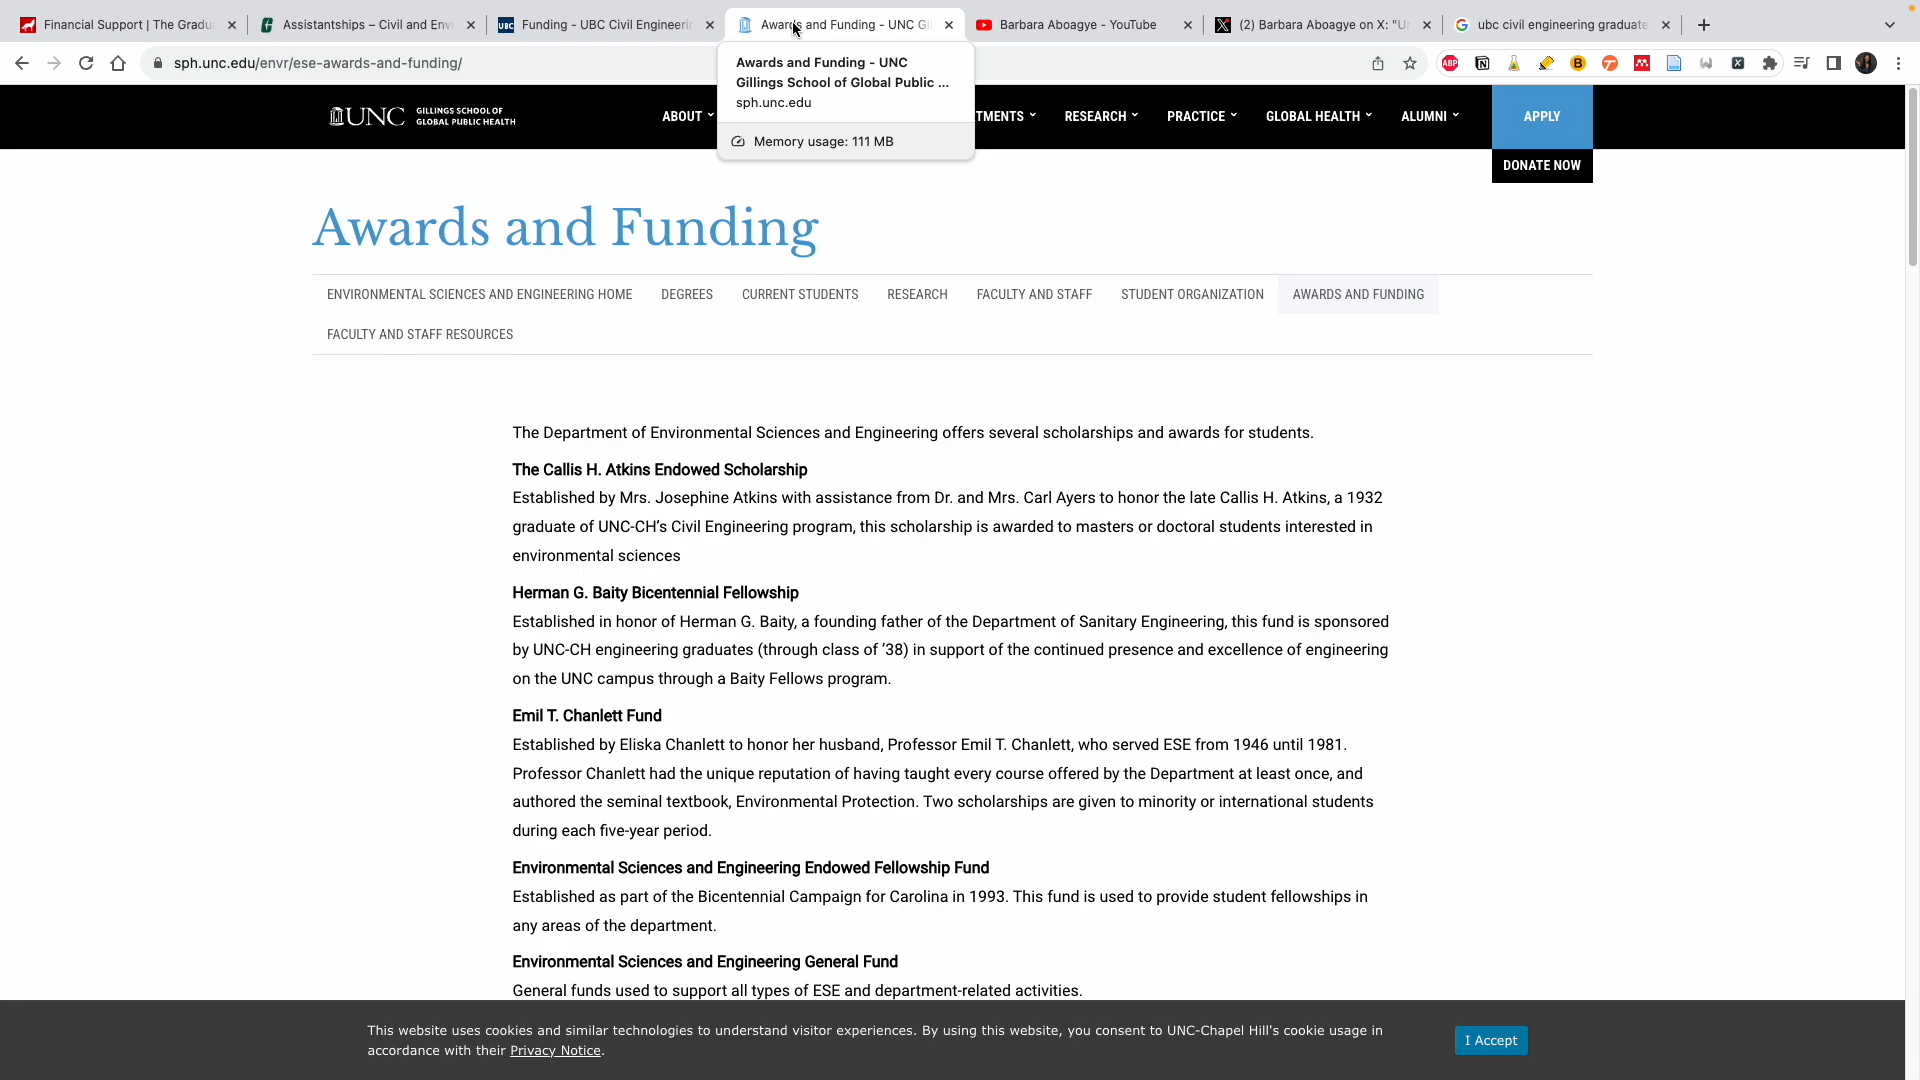 Financial Support | The Gradu
Assistantships – Civil and Envi
UBC
Funding - UBC Civil Engineerin
Awards and Funding - UNC Gil
Barbara Aboagye - YouTube
(2) Barbara Aboagye on X: "Ur
ubc civil engineering graduate
sph.unc.edu/envr/ese-awards-and-funding/
ABP
Awards and Funding - UNC
Gillings School of Global Public ...
sph.unc.edu
Memory usage: 111 MB
UNC
GILLINGS SCHOOL OF
GLOBAL PUBLIC HEALTH
ABOUT
TMENTS
RESEARCH
PRACTICE
GLOBAL HEALTH
ALUMNI
APPLY
DONATE NOW
Awards and Funding
ENVIRONMENTAL SCIENCES AND ENGINEERING HOME
DEGREES
CURRENT STUDENTS
RESEARCH
FACULTY AND STAFF
STUDENT ORGANIZATION
AWARDS AND FUNDING
FACULTY AND STAFF RESOURCES
The Department of Environmental Sciences and Engineering offers several scholarships and awards for students.
The Callis H. Atkins Endowed Scholarship
Established by Mrs. Josephine Atkins with assistance from Dr. and Mrs. Carl Ayers to honor the late Callis H. Atkins, a 1932
graduate of UNC-CH’s Civil Engineering program, this scholarship is awarded to masters or doctoral students interested in
environmental sciences
Herman G. Baity Bicentennial Fellowship
Established in honor of Herman G. Baity, a founding father of the Department of Sanitary Engineering, this fund is sponsored
by UNC-CH engineering graduates (through class of ’38) in support of the continued presence and excellence of engineering
on the UNC campus through a Baity Fellows program.
Emil T. Chanlett Fund
Established by Eliska Chanlett to honor her husband, Professor Emil T. Chanlett, who served ESE from 1946 until 1981.
Professor Chanlett had the unique reputation of having taught every course offered by the Department at least once, and
authored the seminal textbook, Environmental Protection. Two scholarships are given to minority or international students
during each five-year period.
Environmental Sciences and Engineering Endowed Fellowship Fund
Established as part of the Bicentennial Campaign for Carolina in 1993. This fund is used to provide student fellowships in
any areas of the department.
Environmental Sciences and Engineering General Fund
General funds used to support all types of ESE and department-related activities.
This website uses cookies and similar technologies to understand visitor experiences. By using this website, you consent to UNC-Chapel Hill's cookie usage in
accordance with their Privacy Notice.
I Accept